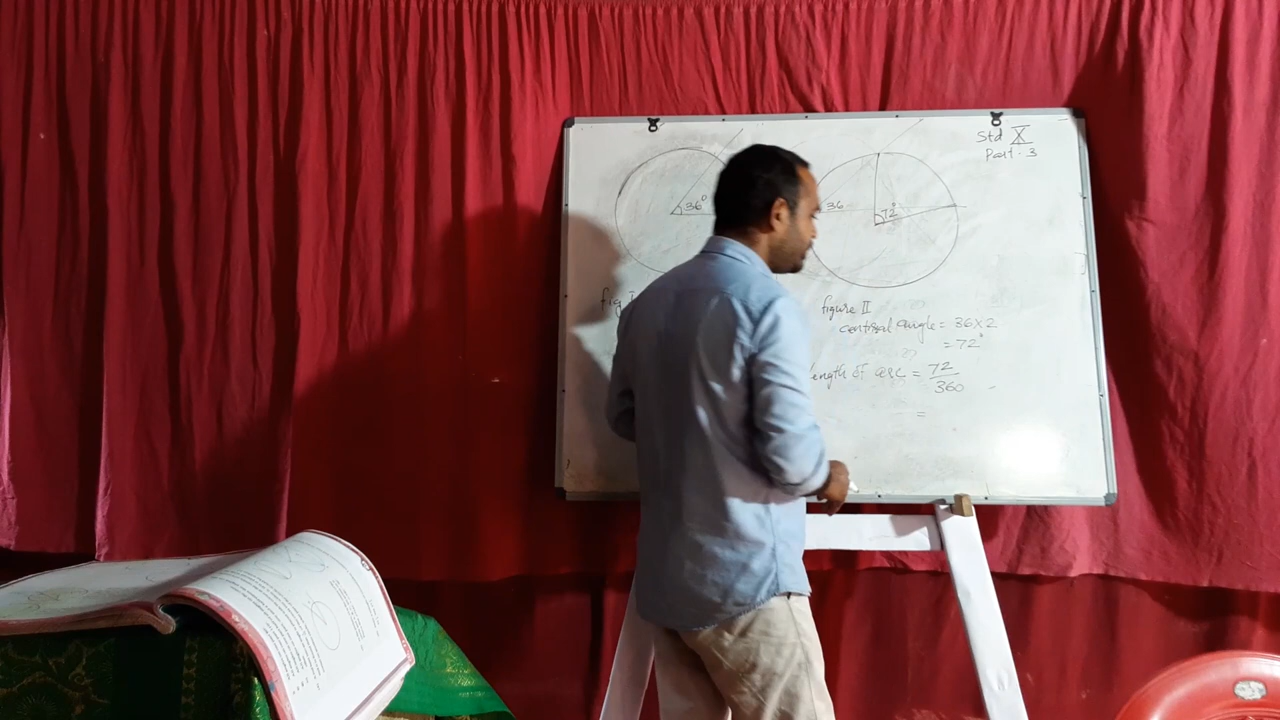 Std X
Part - 3
36°
36
72°
fig I
figure II
central angle = 36 x 2
= 72°
length of arc = 72
360
=